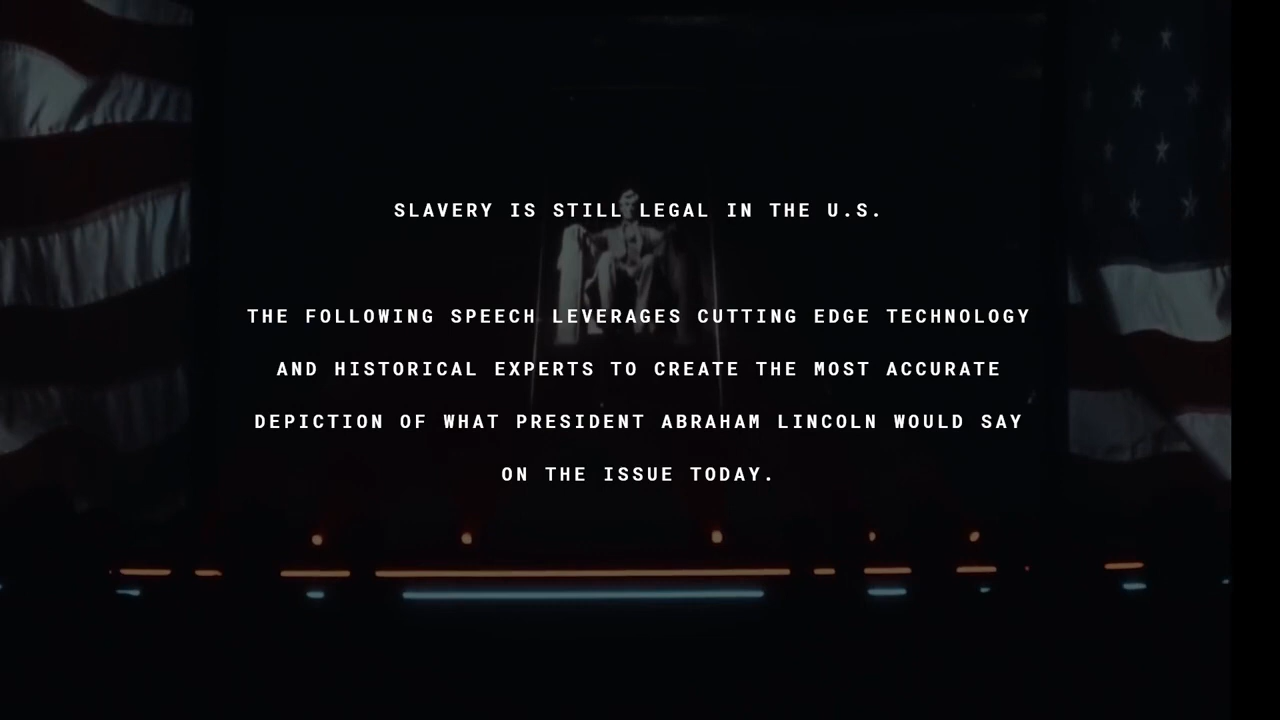 SLAVERY IS STILL LEGAL IN THE U.S.
THE FOLLOWING SPEECH LEVERAGES CUTTING EDGE TECHNOLOGY
AND HISTORICAL EXPERTS TO CREATE THE MOST ACCURATE
DEPICTION OF WHAT PRESIDENT ABRAHAM LINCOLN WOULD SAY
ON THE ISSUE TODAY.